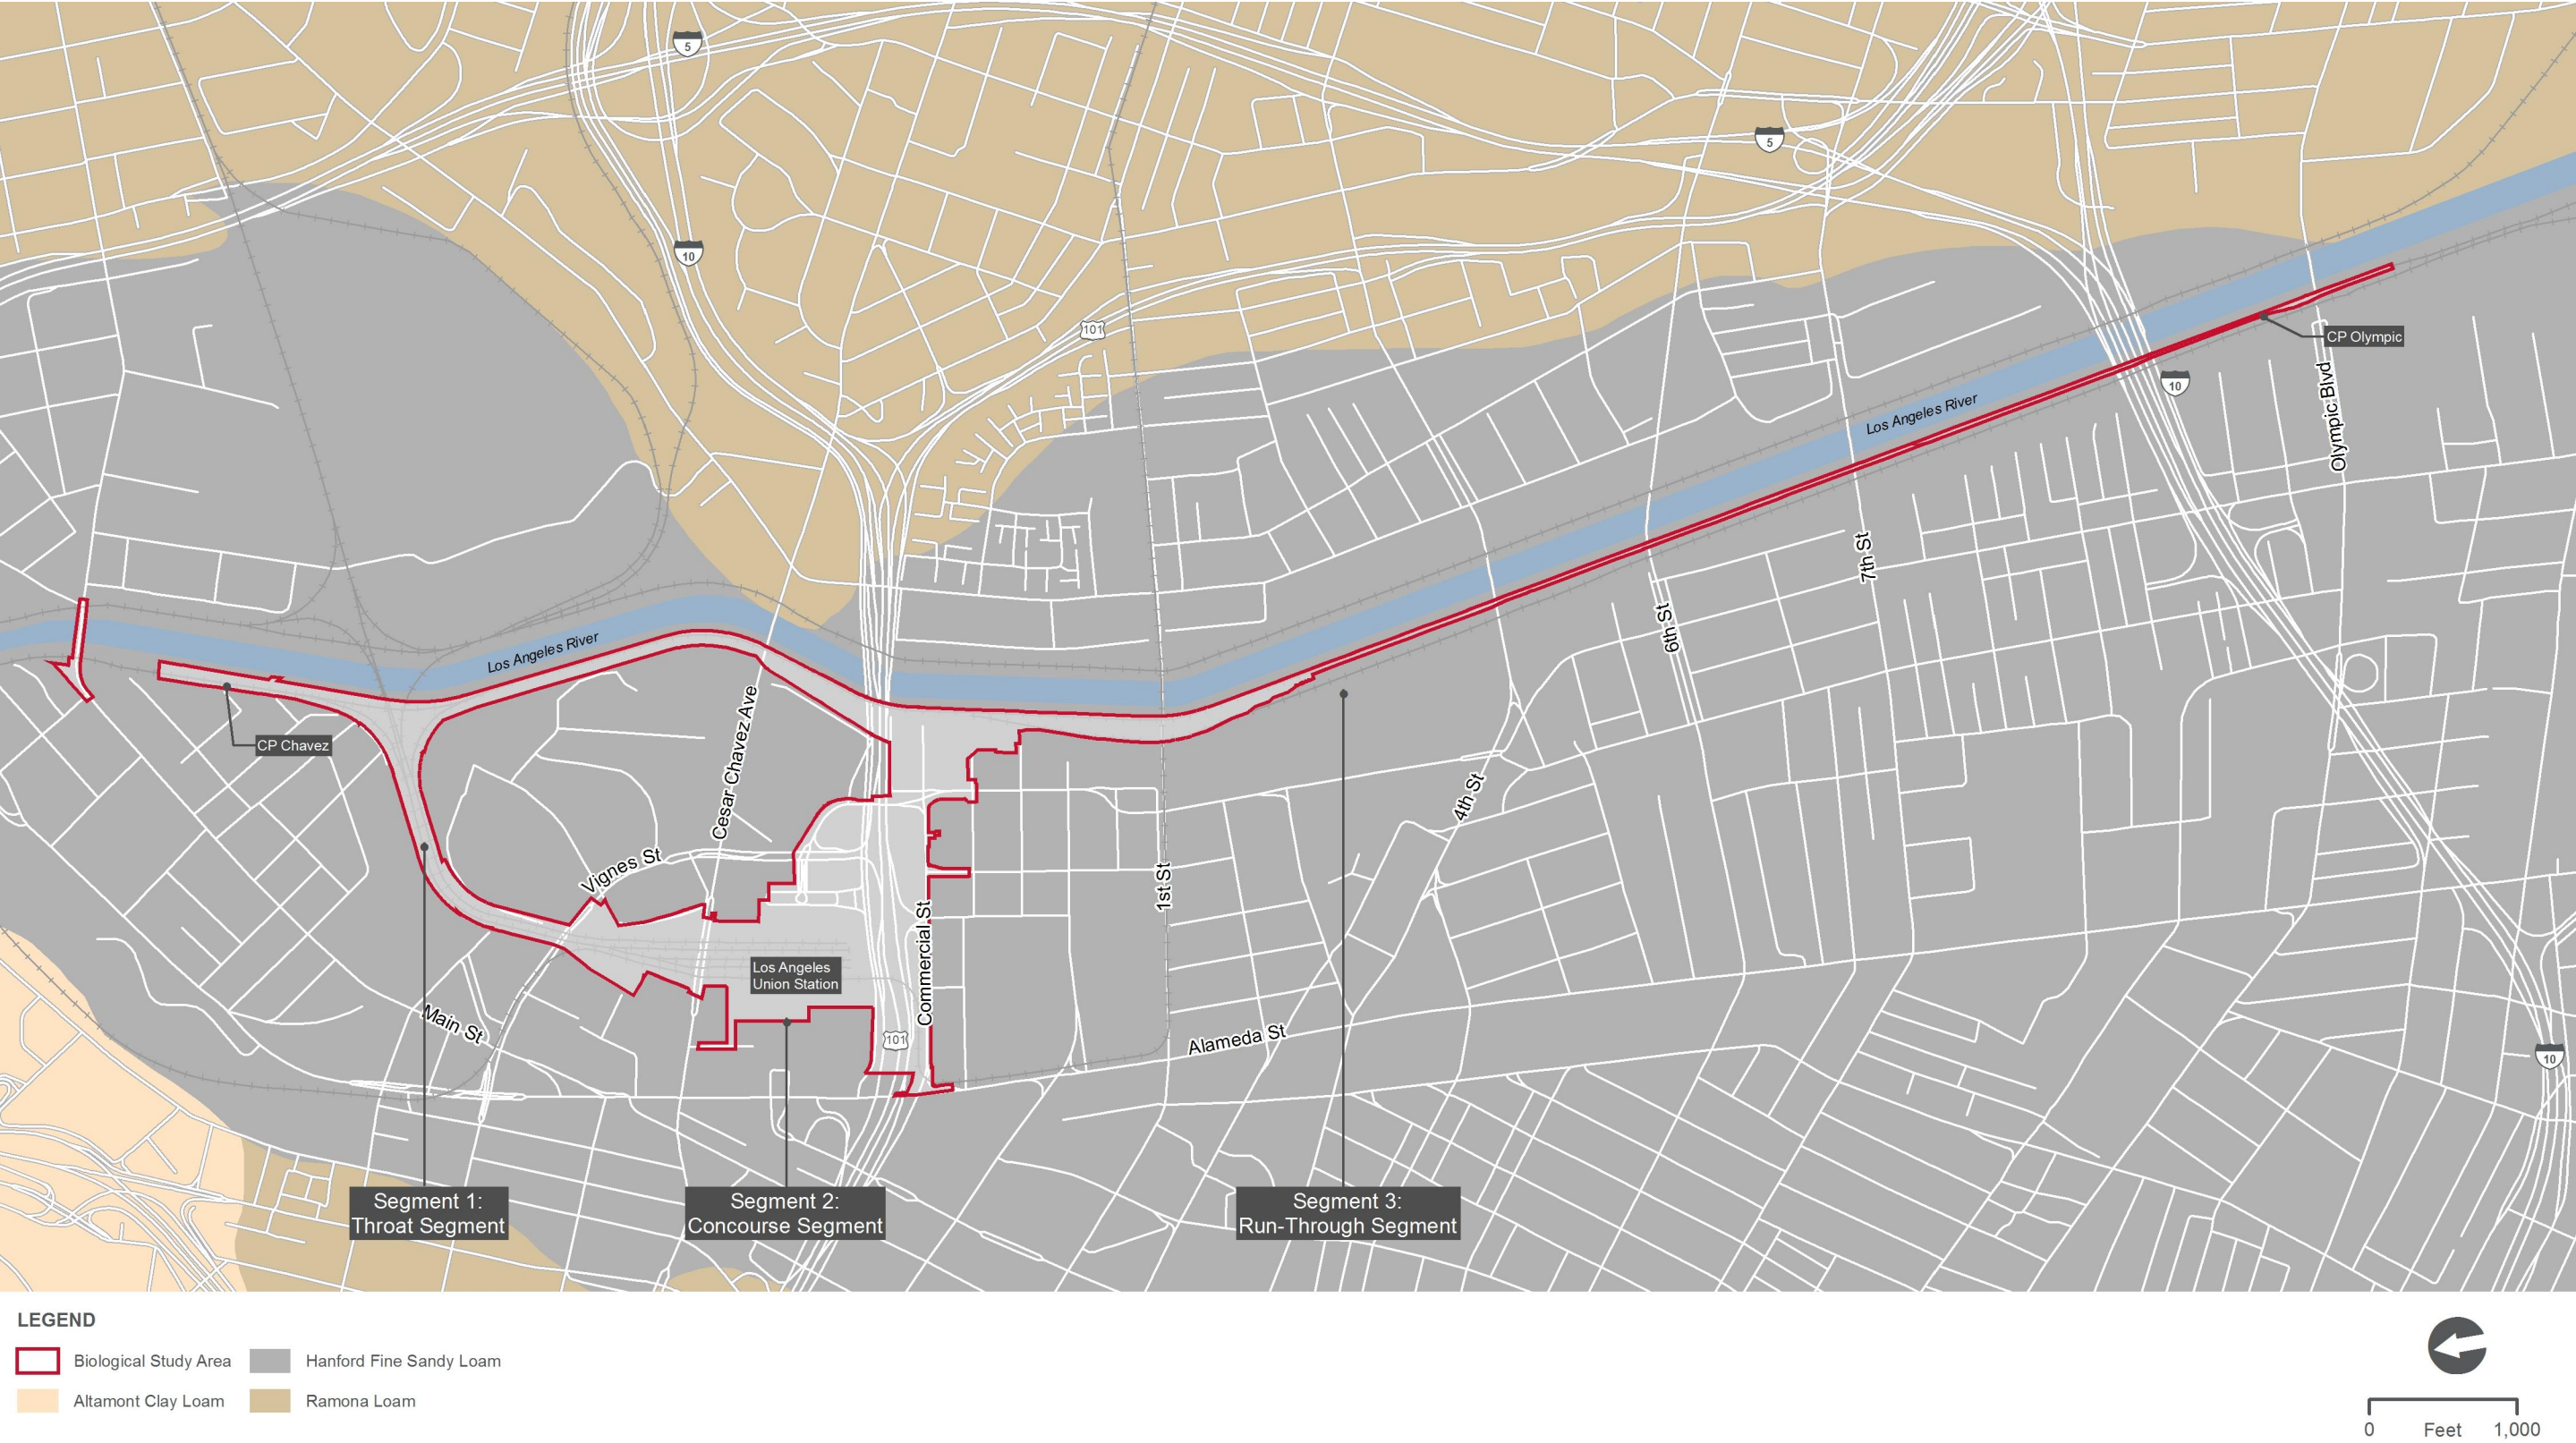 5
5
10
101
CP Olympic
10
Los Angeles River
Olympic Blvd
7th St
6th St
Los Angeles River
CP Chavez
Cesar Chavez Ave
4th St
Vignes St
1st St
Commercial St
Los Angeles
Union Station
Main St
101
Alameda St
10
Segment 1:
Throat Segment
Segment 2:
Concourse Segment
Segment 3:
Run-Through Segment
LEGEND
Biological Study Area
Hanford Fine Sandy Loam
Altamont Clay Loam
Ramona Loam
0 Feet 1,000